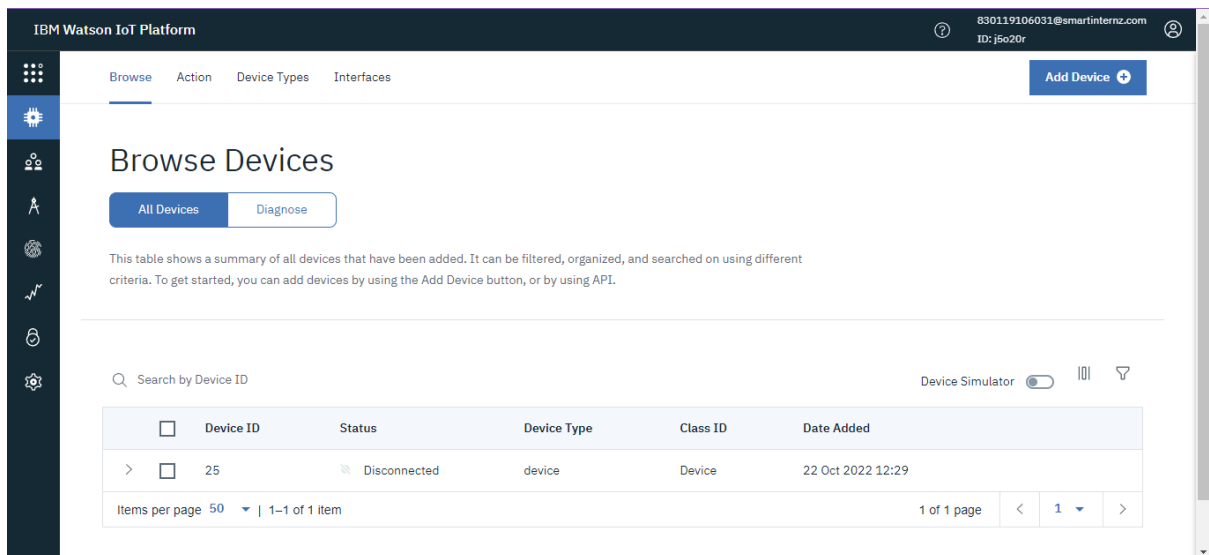 IBM Watson IoT Platform
830119106031@smartinternz.com
ID: j5o20r
Browse Action Device Types Interfaces
Add Device
Browse Devices
All Devices Diagnose
This table shows a summary of all devices that have been added. It can be filtered, organized, and searched on using different
criteria. To get started, you can add devices by using the Add Device button, or by using API.
Search by Device ID
Device Simulator
Device ID Status Device Type Class ID Date Added
25 Disconnected device Device 22 Oct 2022 12:29
Items per page 50 | 1–1 of 1 item
1 of 1 page < 1 >